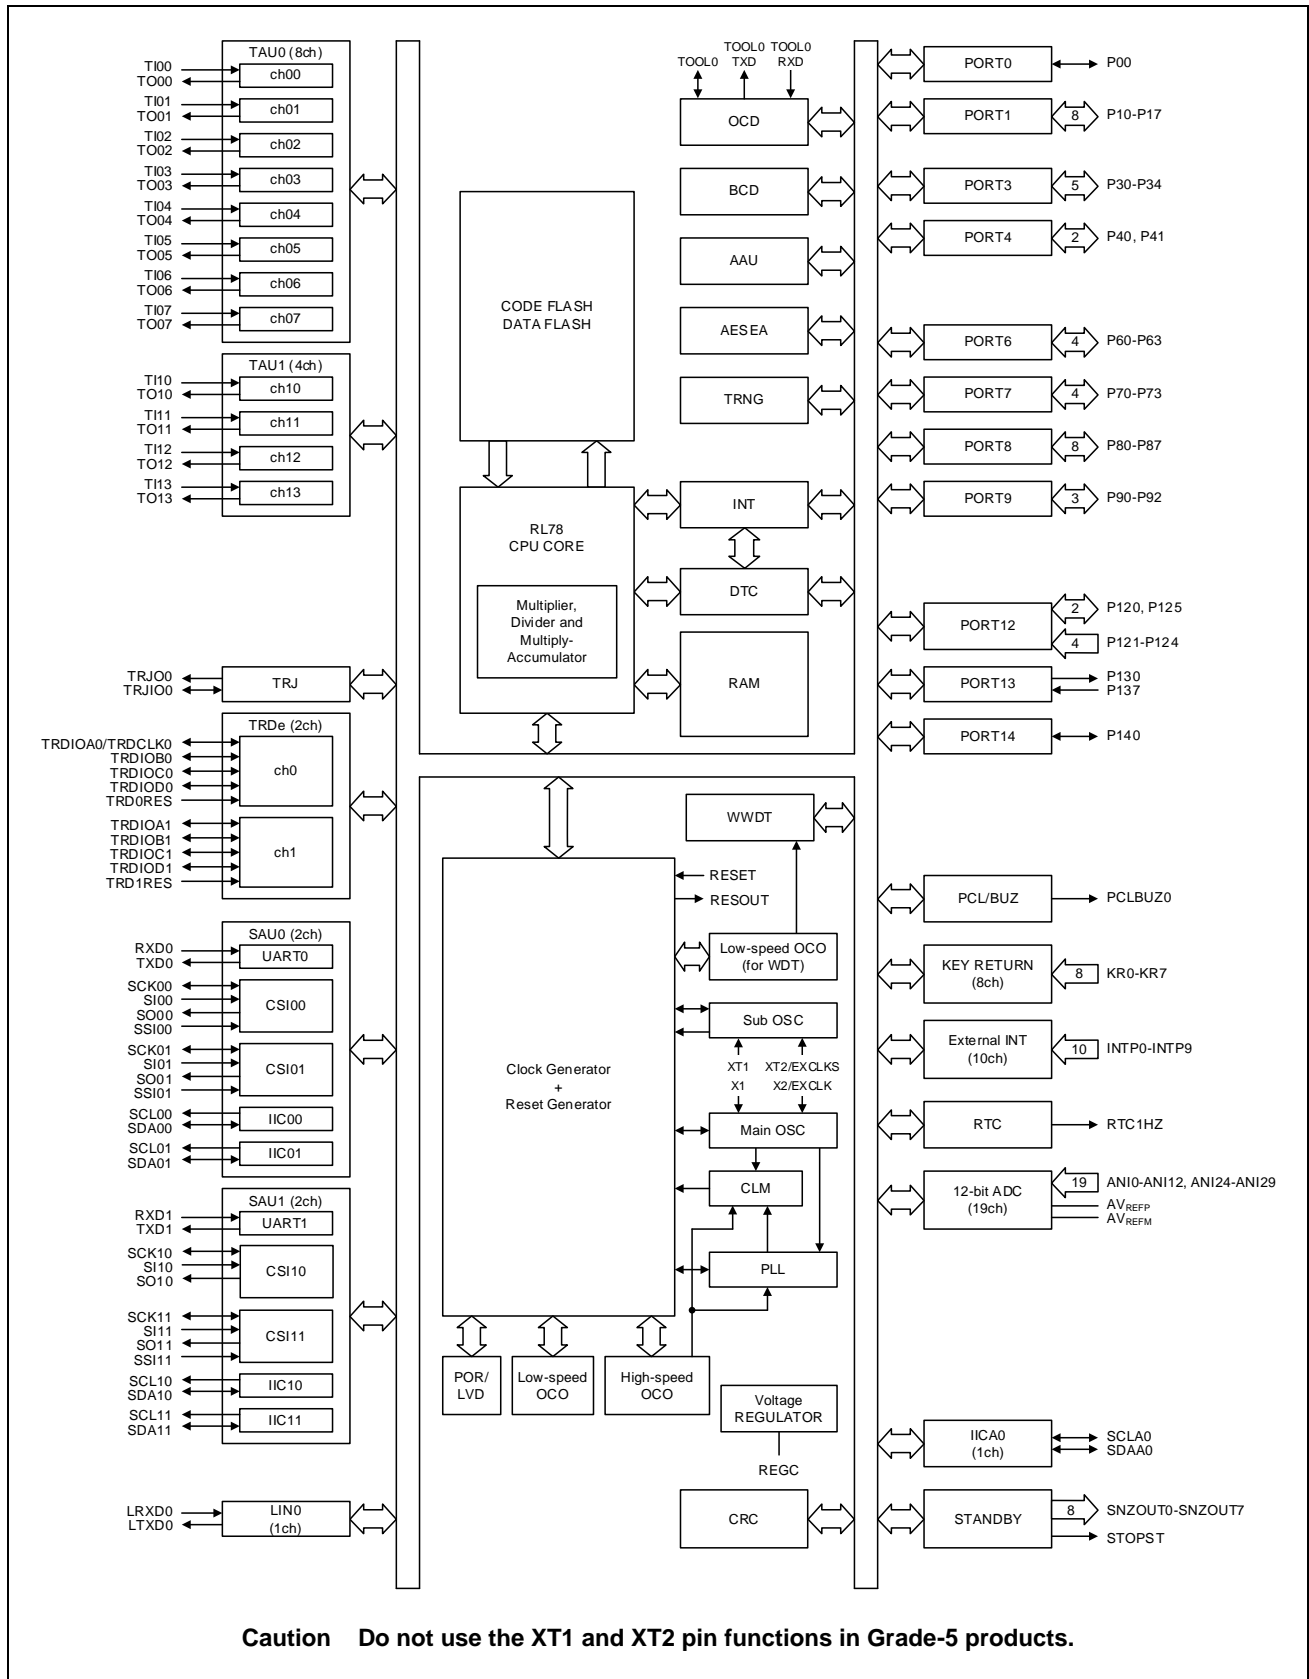 TAU0 (8ch)
TI00
TO00
ch00
TI01
TO01
ch01
TI02
TO02
ch02
TI03
TO03
ch03
TI04
TO04
ch04
TI05
TO05
ch05
TI06
TO06
ch06
TI07
TO07
ch07
TAU1 (4ch)
TI10
TO10
ch10
TI11
TO11
ch11
TI12
TO12
ch12
TI13
TO13
ch13
TRJO0
TRJIO0
TRJ
TRDe (2ch)
TRDIOA0/TRDCLK0
TRDIOB0
TRDIOC0
TRDIOD0
TRD0RES
ch0
TRDIOA1
TRDIOB1
TRDIOC1
TRDIOD1
TRD1RES
ch1
SAU0 (2ch)
RXD0
TXD0
UART0
SCK00
SI00
SO00
SSI00
CSI00
SCK01
SI01
SO01
SSI01
CSI01
SCL00
SDA00
IIC00
SCL01
SDA01
IIC01
SAU1 (2ch)
RXD1
TXD1
UART1
SCK10
SI10
SO10
CSI10
SCK11
SI11
SO11
SSI11
CSI11
SCL10
SDA10
IIC10
SCL11
SDA11
IIC11
LRXD0
LTXD0
LIN0
(1ch)
CODE FLASH
DATA FLASH
RL78
CPU CORE
Multiplier,
Divider and
Multiply-
Accumulator
TOOL0
TOOL0
TXD
TOOL0
RXD
OCD
BCD
AAU
AESEA
TRNG
INT
DTC
RAM
WWDT
Clock Generator
+
Reset Generator
RESET
RESOUT
Low-speed OCO
(for WDT)
Sub OSC
XT1
XT2/EXCLKS
X1
X2/EXCLK
Main OSC
CLM
PLL
POR/
LVD
Low-speed
OCO
High-speed
OCO
Voltage
REGULATOR
REGC
CRC
PORT0
P00
PORT1
8
P10-P17
PORT3
5
P30-P34
PORT4
2
P40, P41
PORT6
4
P60-P63
PORT7
4
P70-P73
PORT8
8
P80-P87
PORT9
3
P90-P92
PORT12
2
P120, P125
4
P121-P124
PORT13
P130
P137
PORT14
P140
PCL/BUZ
PCLBUZ0
KEY RETURN
(8ch)
8
KR0-KR7
External INT
(10ch)
10
INTP0-INTP9
RTC
RTC1HZ
12-bit ADC
(19ch)
19
ANI0-ANI12, ANI24-ANI29
AVREFP
AVREFM
IICA0
(1ch)
SCLA0
SDAA0
STANDBY
8
SNZOUT0-SNZOUT7
STOPST
Caution Do not use the XT1 and XT2 pin functions in Grade-5 products.